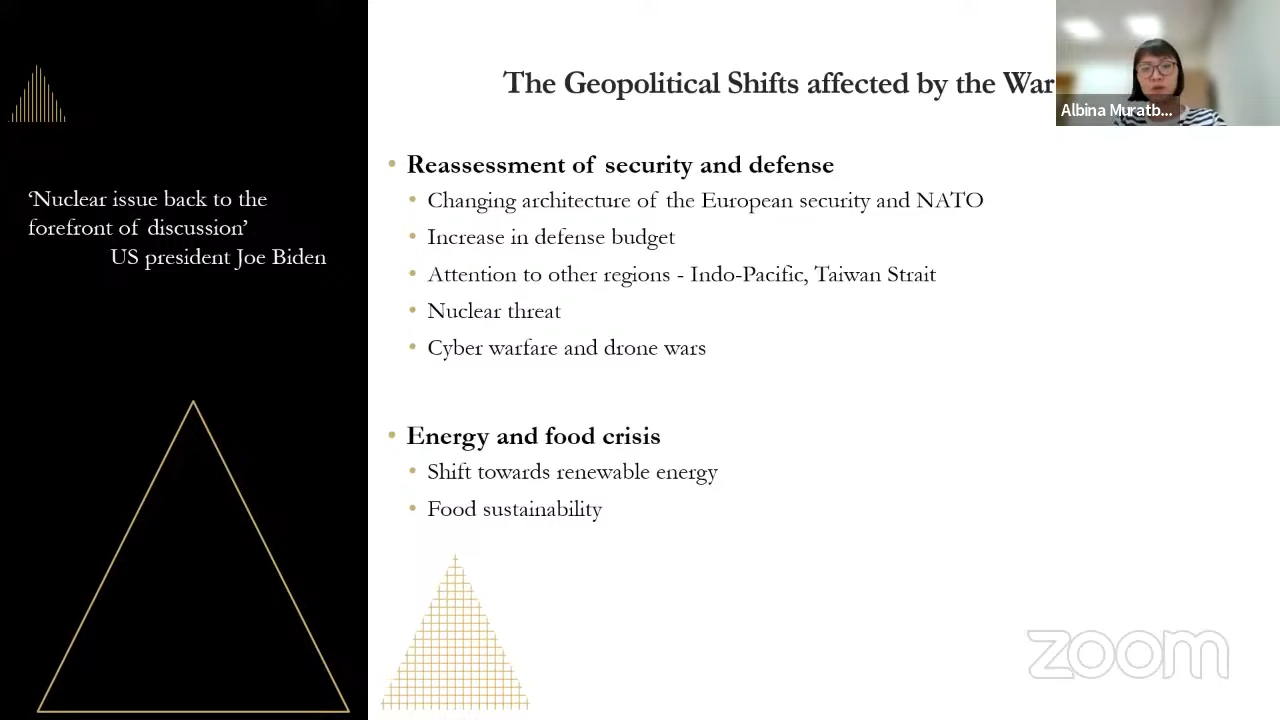 The Geopolitical Shifts affected by the War
Albina Muratb...
‘Nuclear issue back to the
forefront of discussion’
US president Joe Biden
• Reassessment of security and defense
• Changing architecture of the European security and NATO
• Increase in defense budget
• Attention to other regions - Indo-Pacific, Taiwan Strait
• Nuclear threat
• Cyber warfare and drone wars
• Energy and food crisis
• Shift towards renewable energy
• Food sustainability
zoom